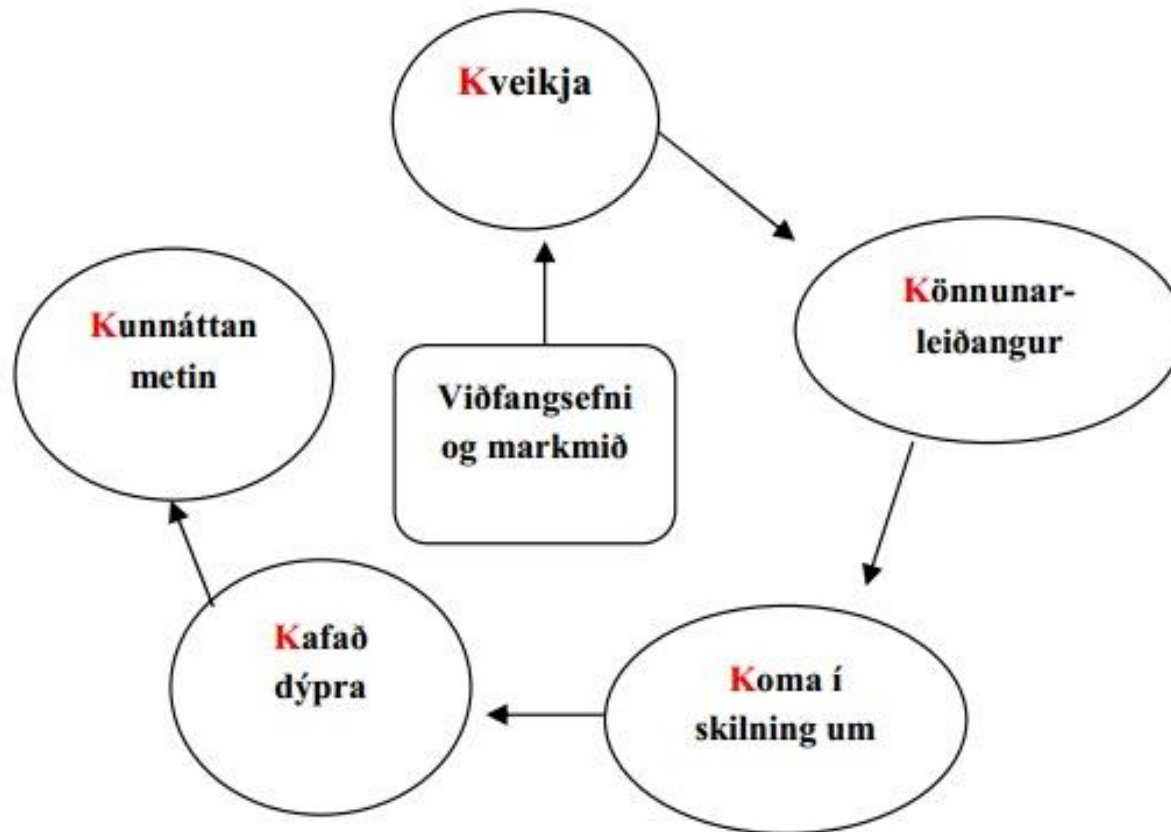 Kveikja
Könnunar-
leiðangur
Kunnáttan
metin
Viðfangsefni
og markmið
Kafað
dýpra
Koma í
skilning um